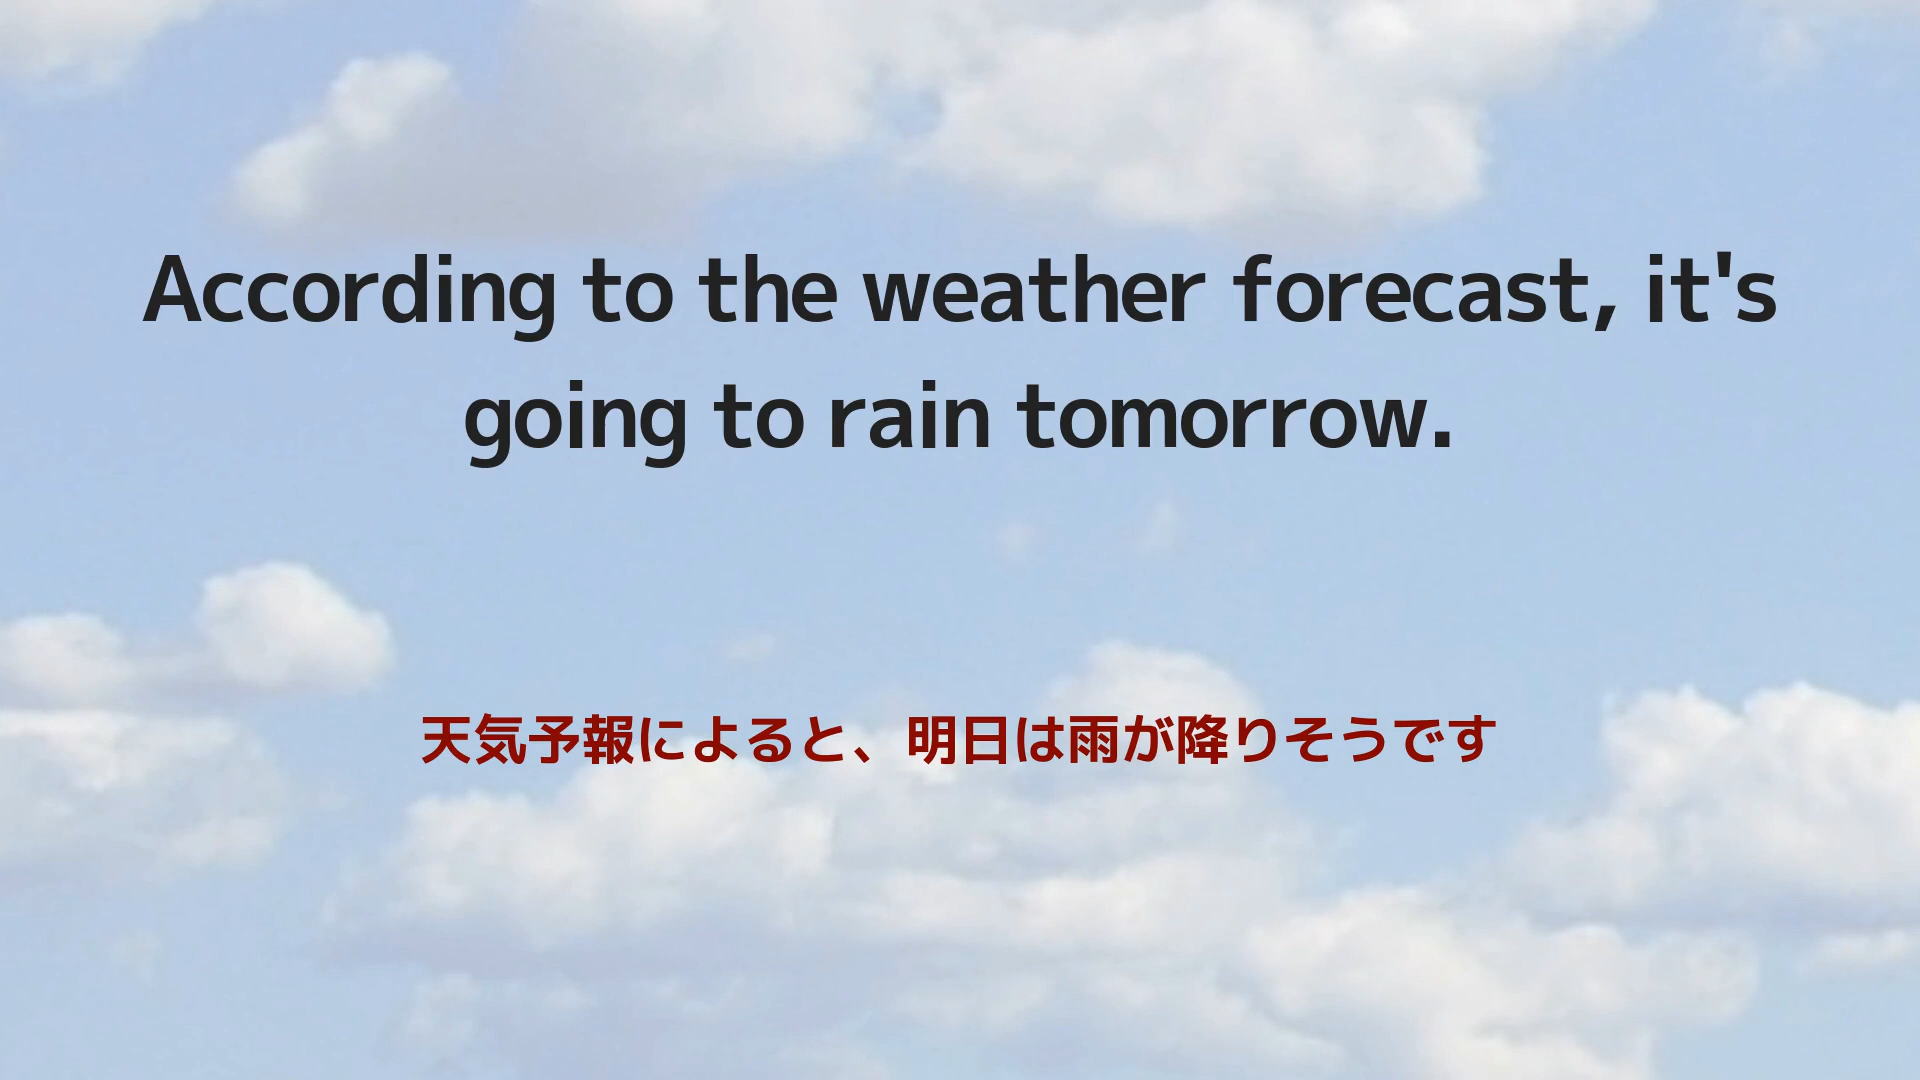 According to the weather forecast, it's
going to rain tomorrow.
天気予報によると、明日は雨が降りそうです